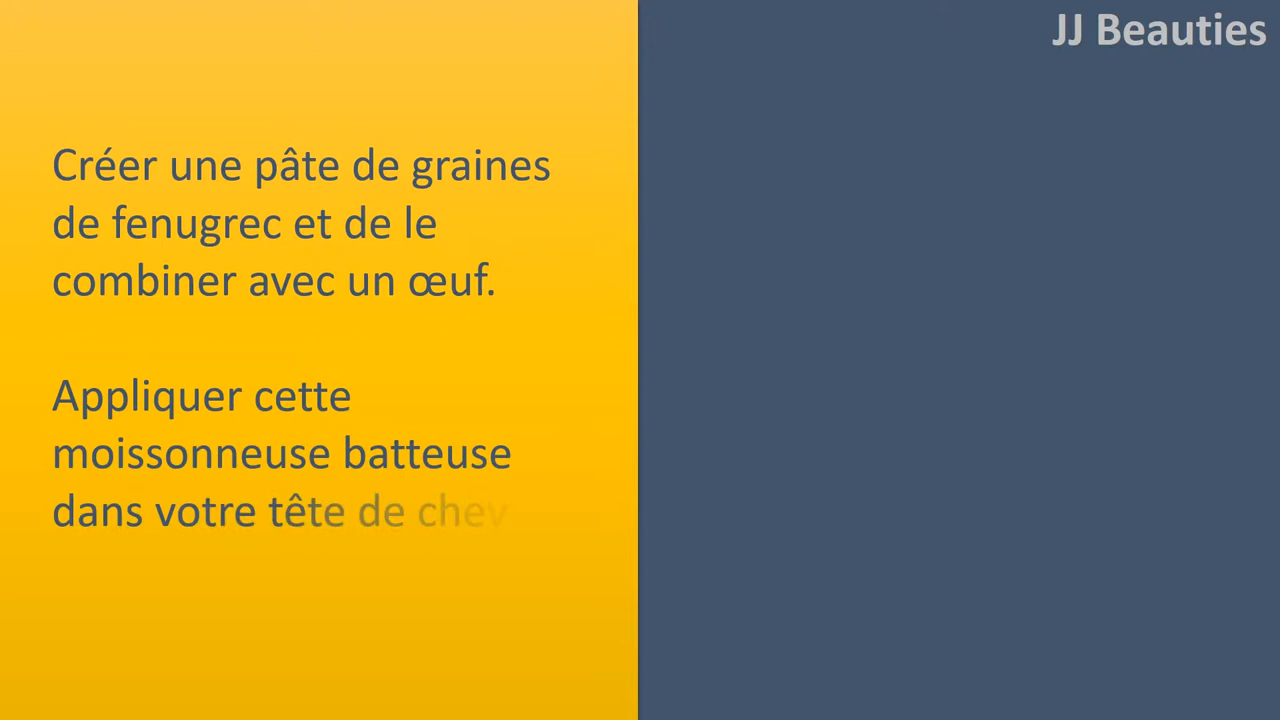 JJ Beauties
Créer une pâte de graines
de fenugrec et de le
combiner avec un œuf.
Appliquer cette
moissonneuse batteuse
dans votre tête de chev